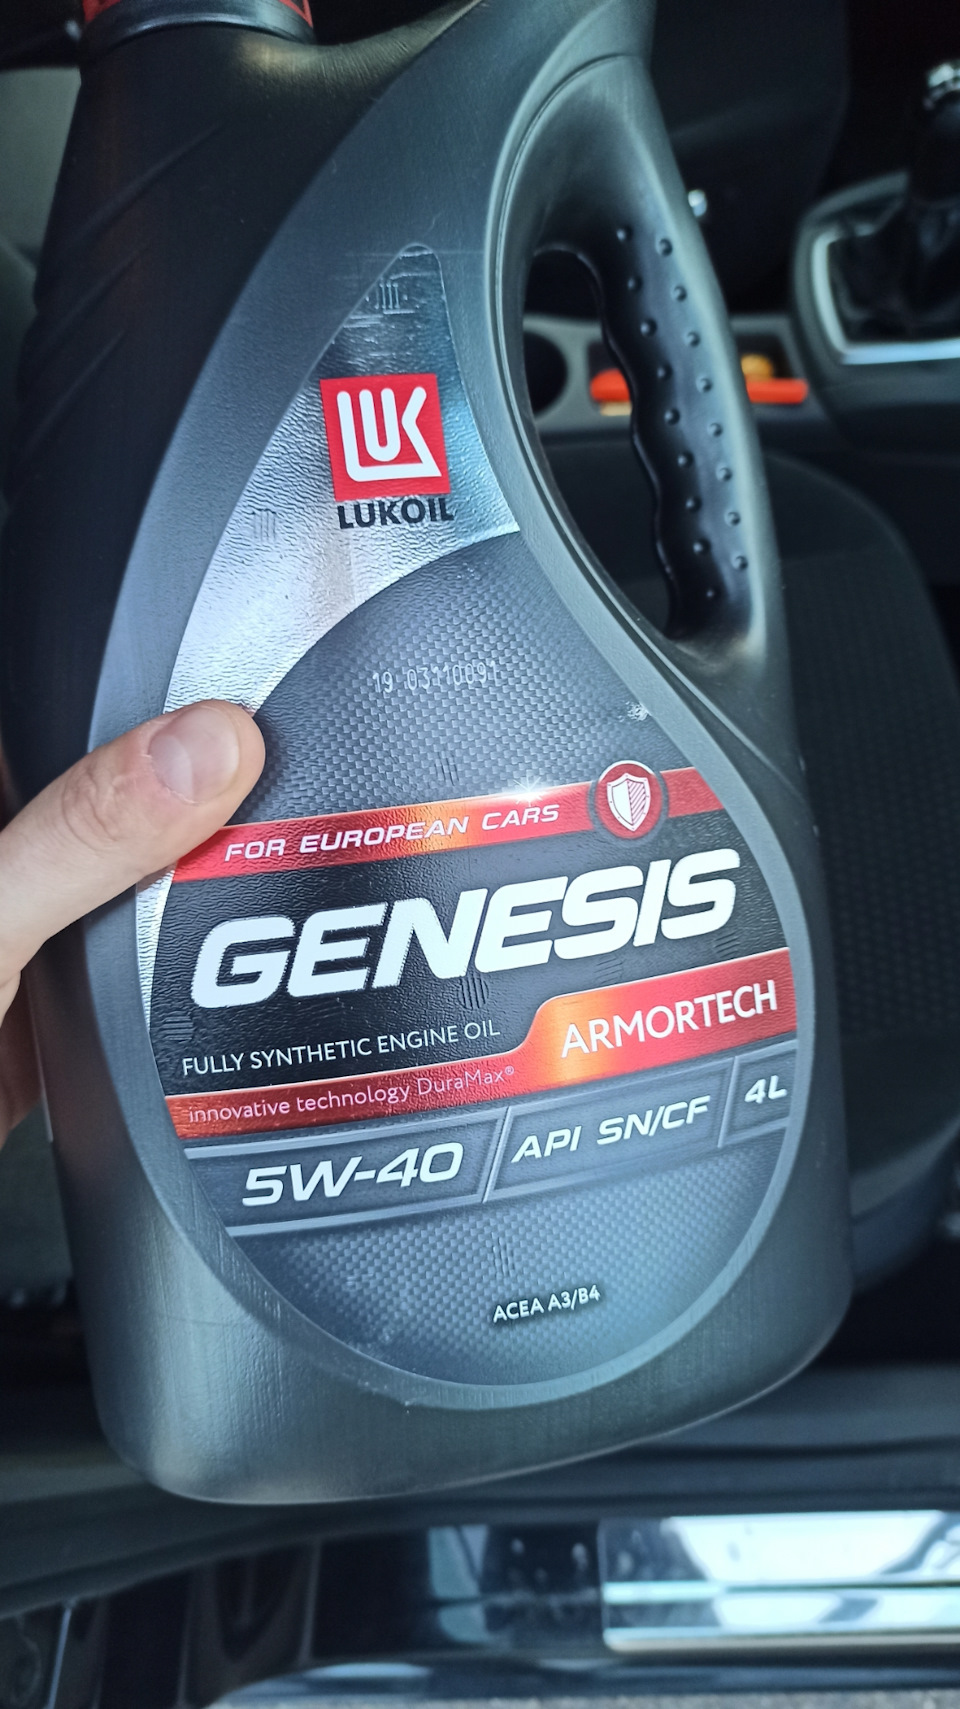 LUK
LUKOIL
19 03110091
FOR EUROPEAN CARS
GENESIS
ARMORTECH
FULLY SYNTHETIC ENGINE OIL
innovative technology DuraMax®
5W-40
API SN/CF
4L
ACEA A3/B4